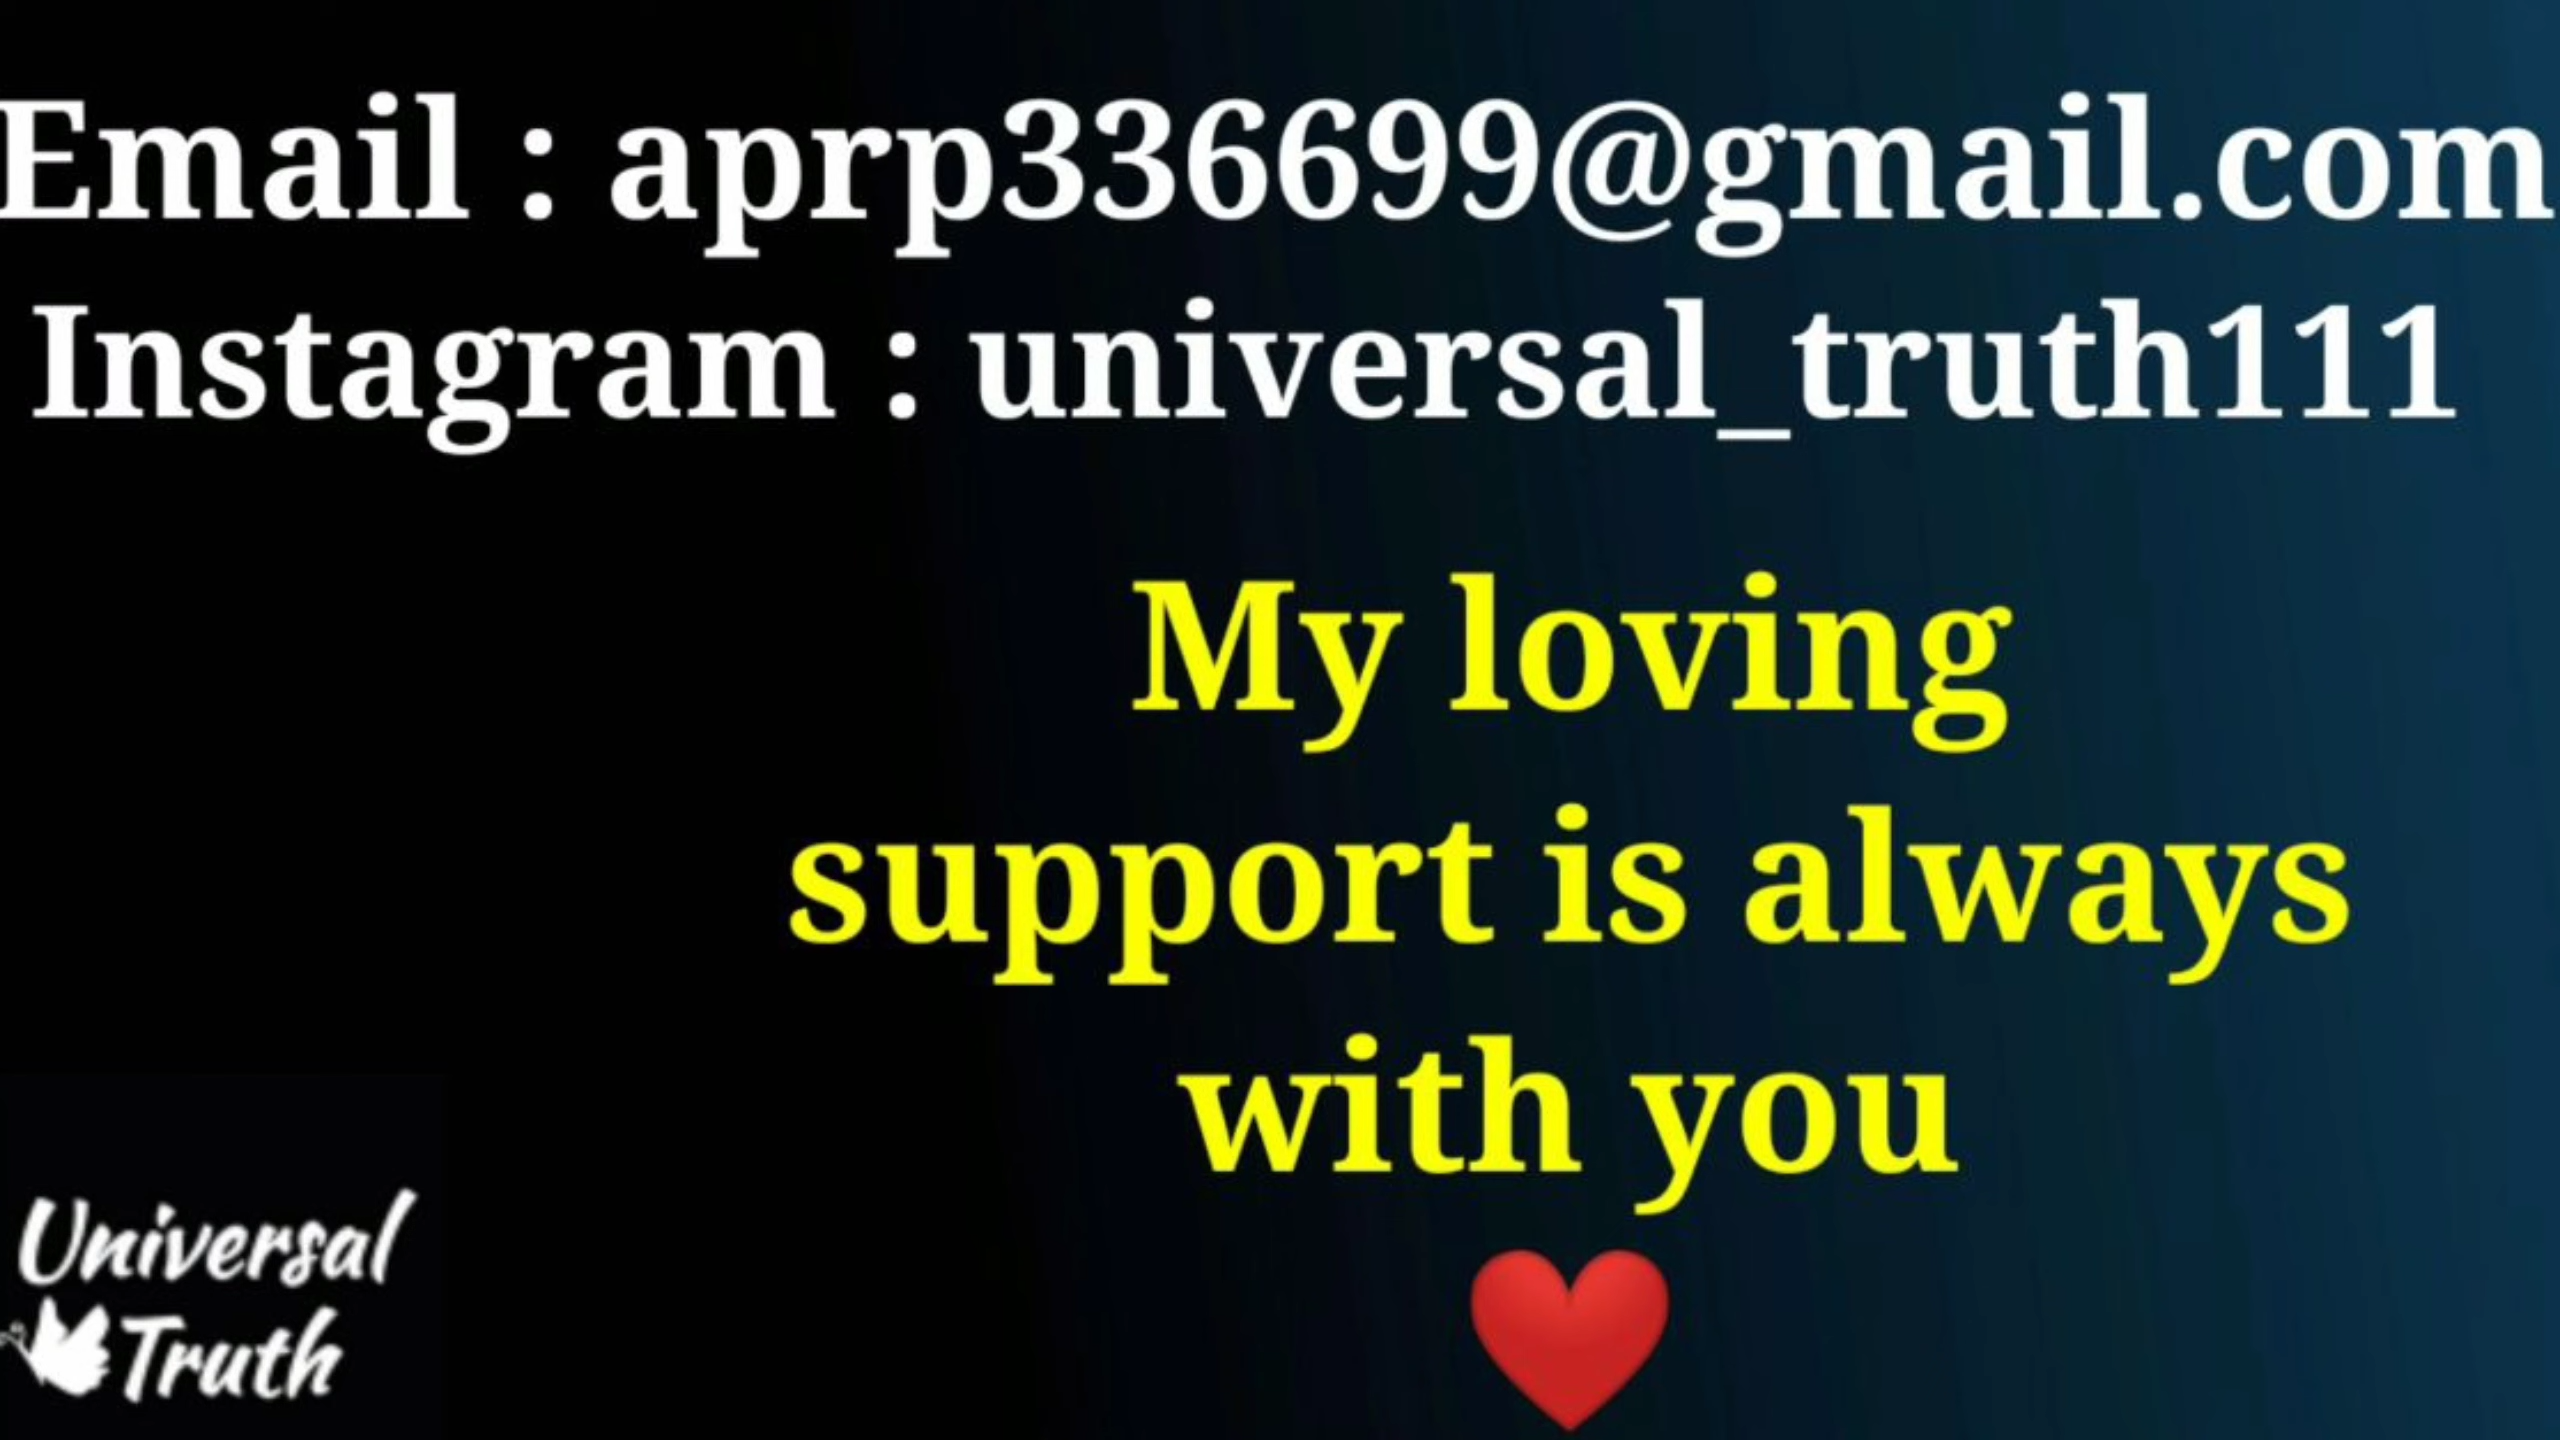 Email : aprp336699@gmail.com
Instagram : universal_truth111
My loving
support is always
with you
❤️
Universal
Truth